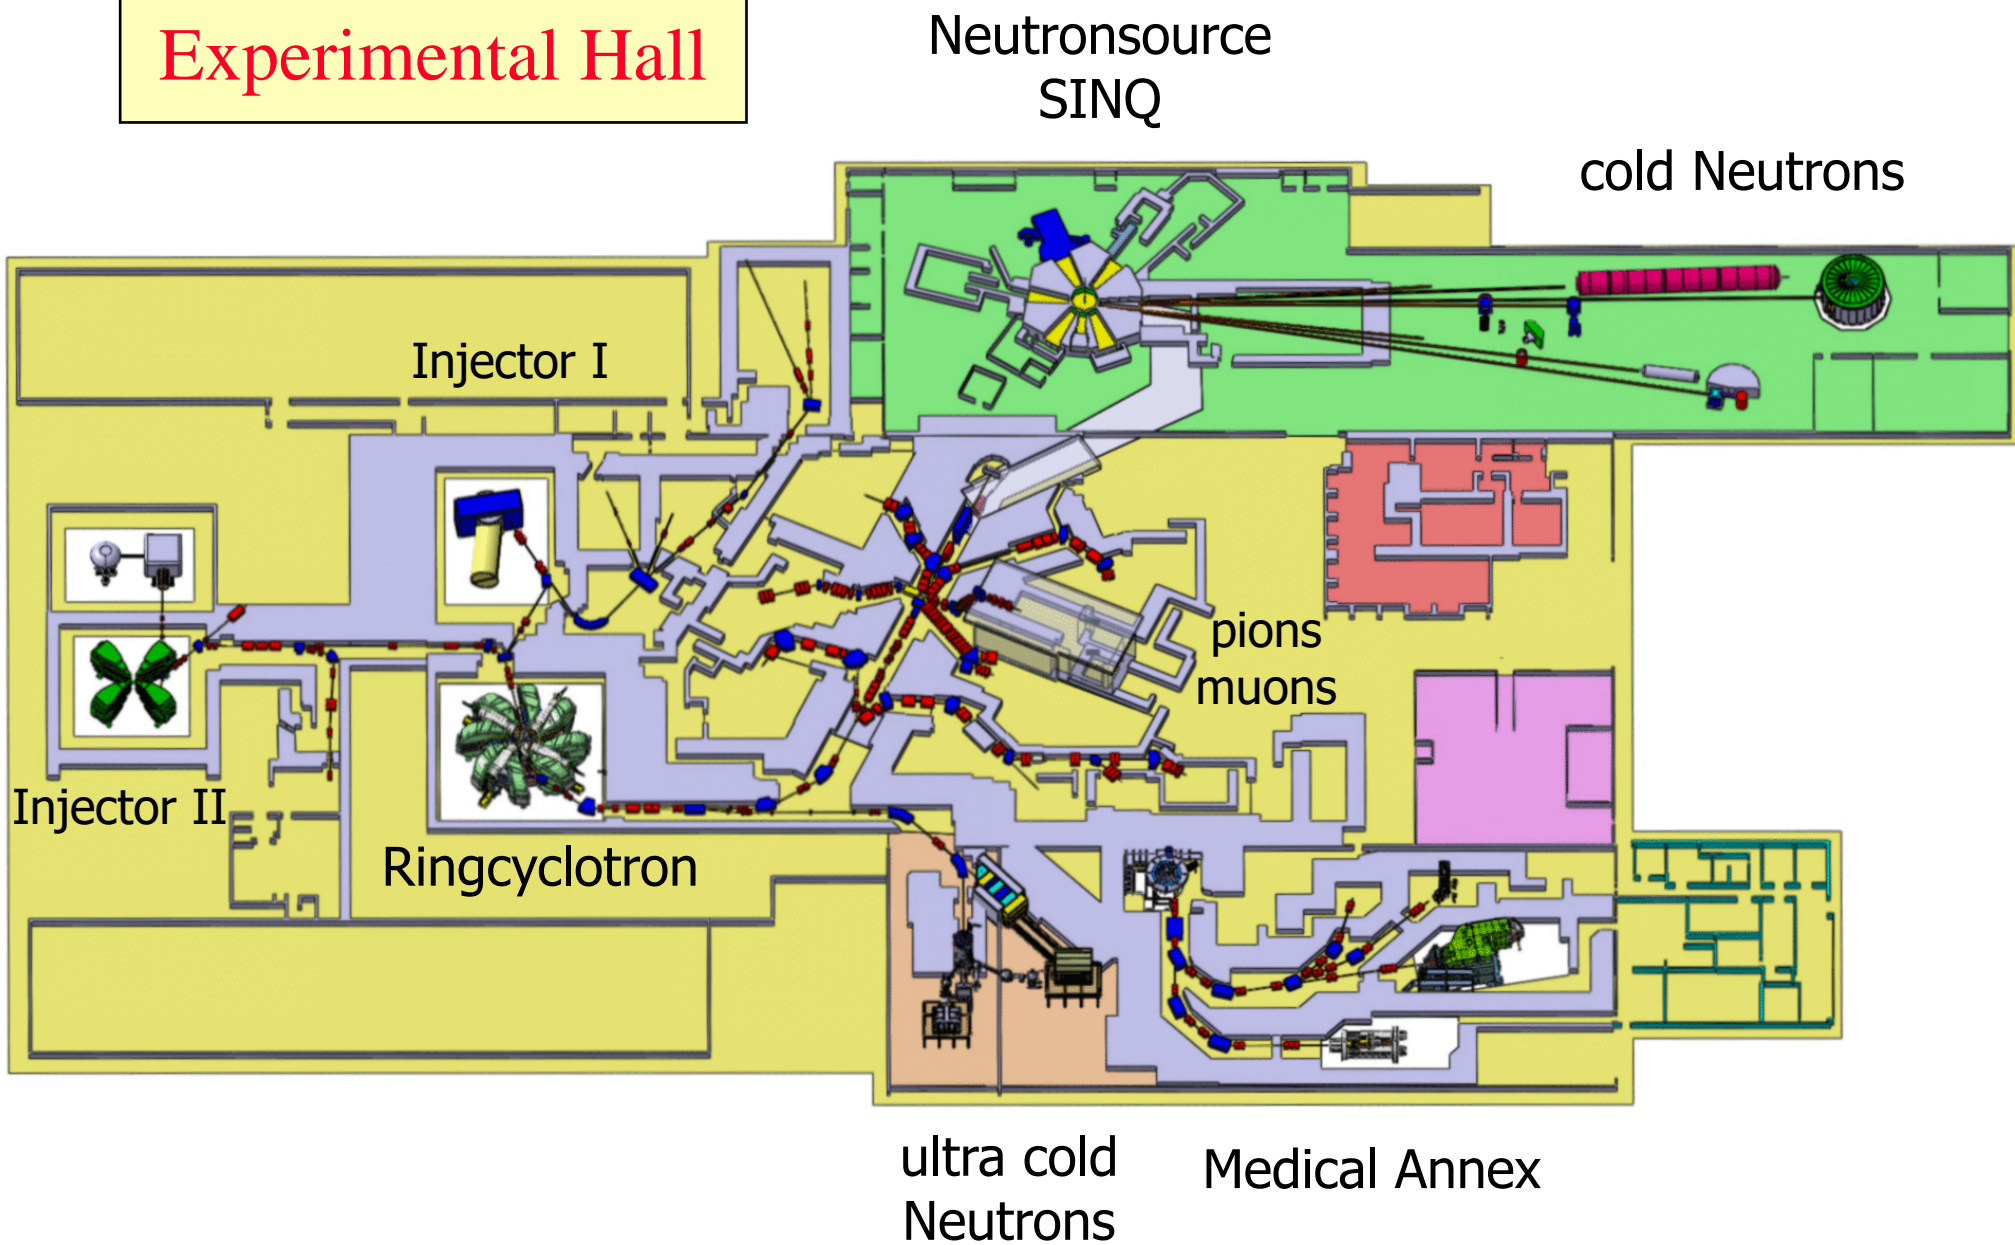 Experimental Hall
Neutronsource
SINQ
cold Neutrons
Injector I
pions
muons
Injector II
Ringcyclotron
ultra cold
Neutrons
Medical Annex